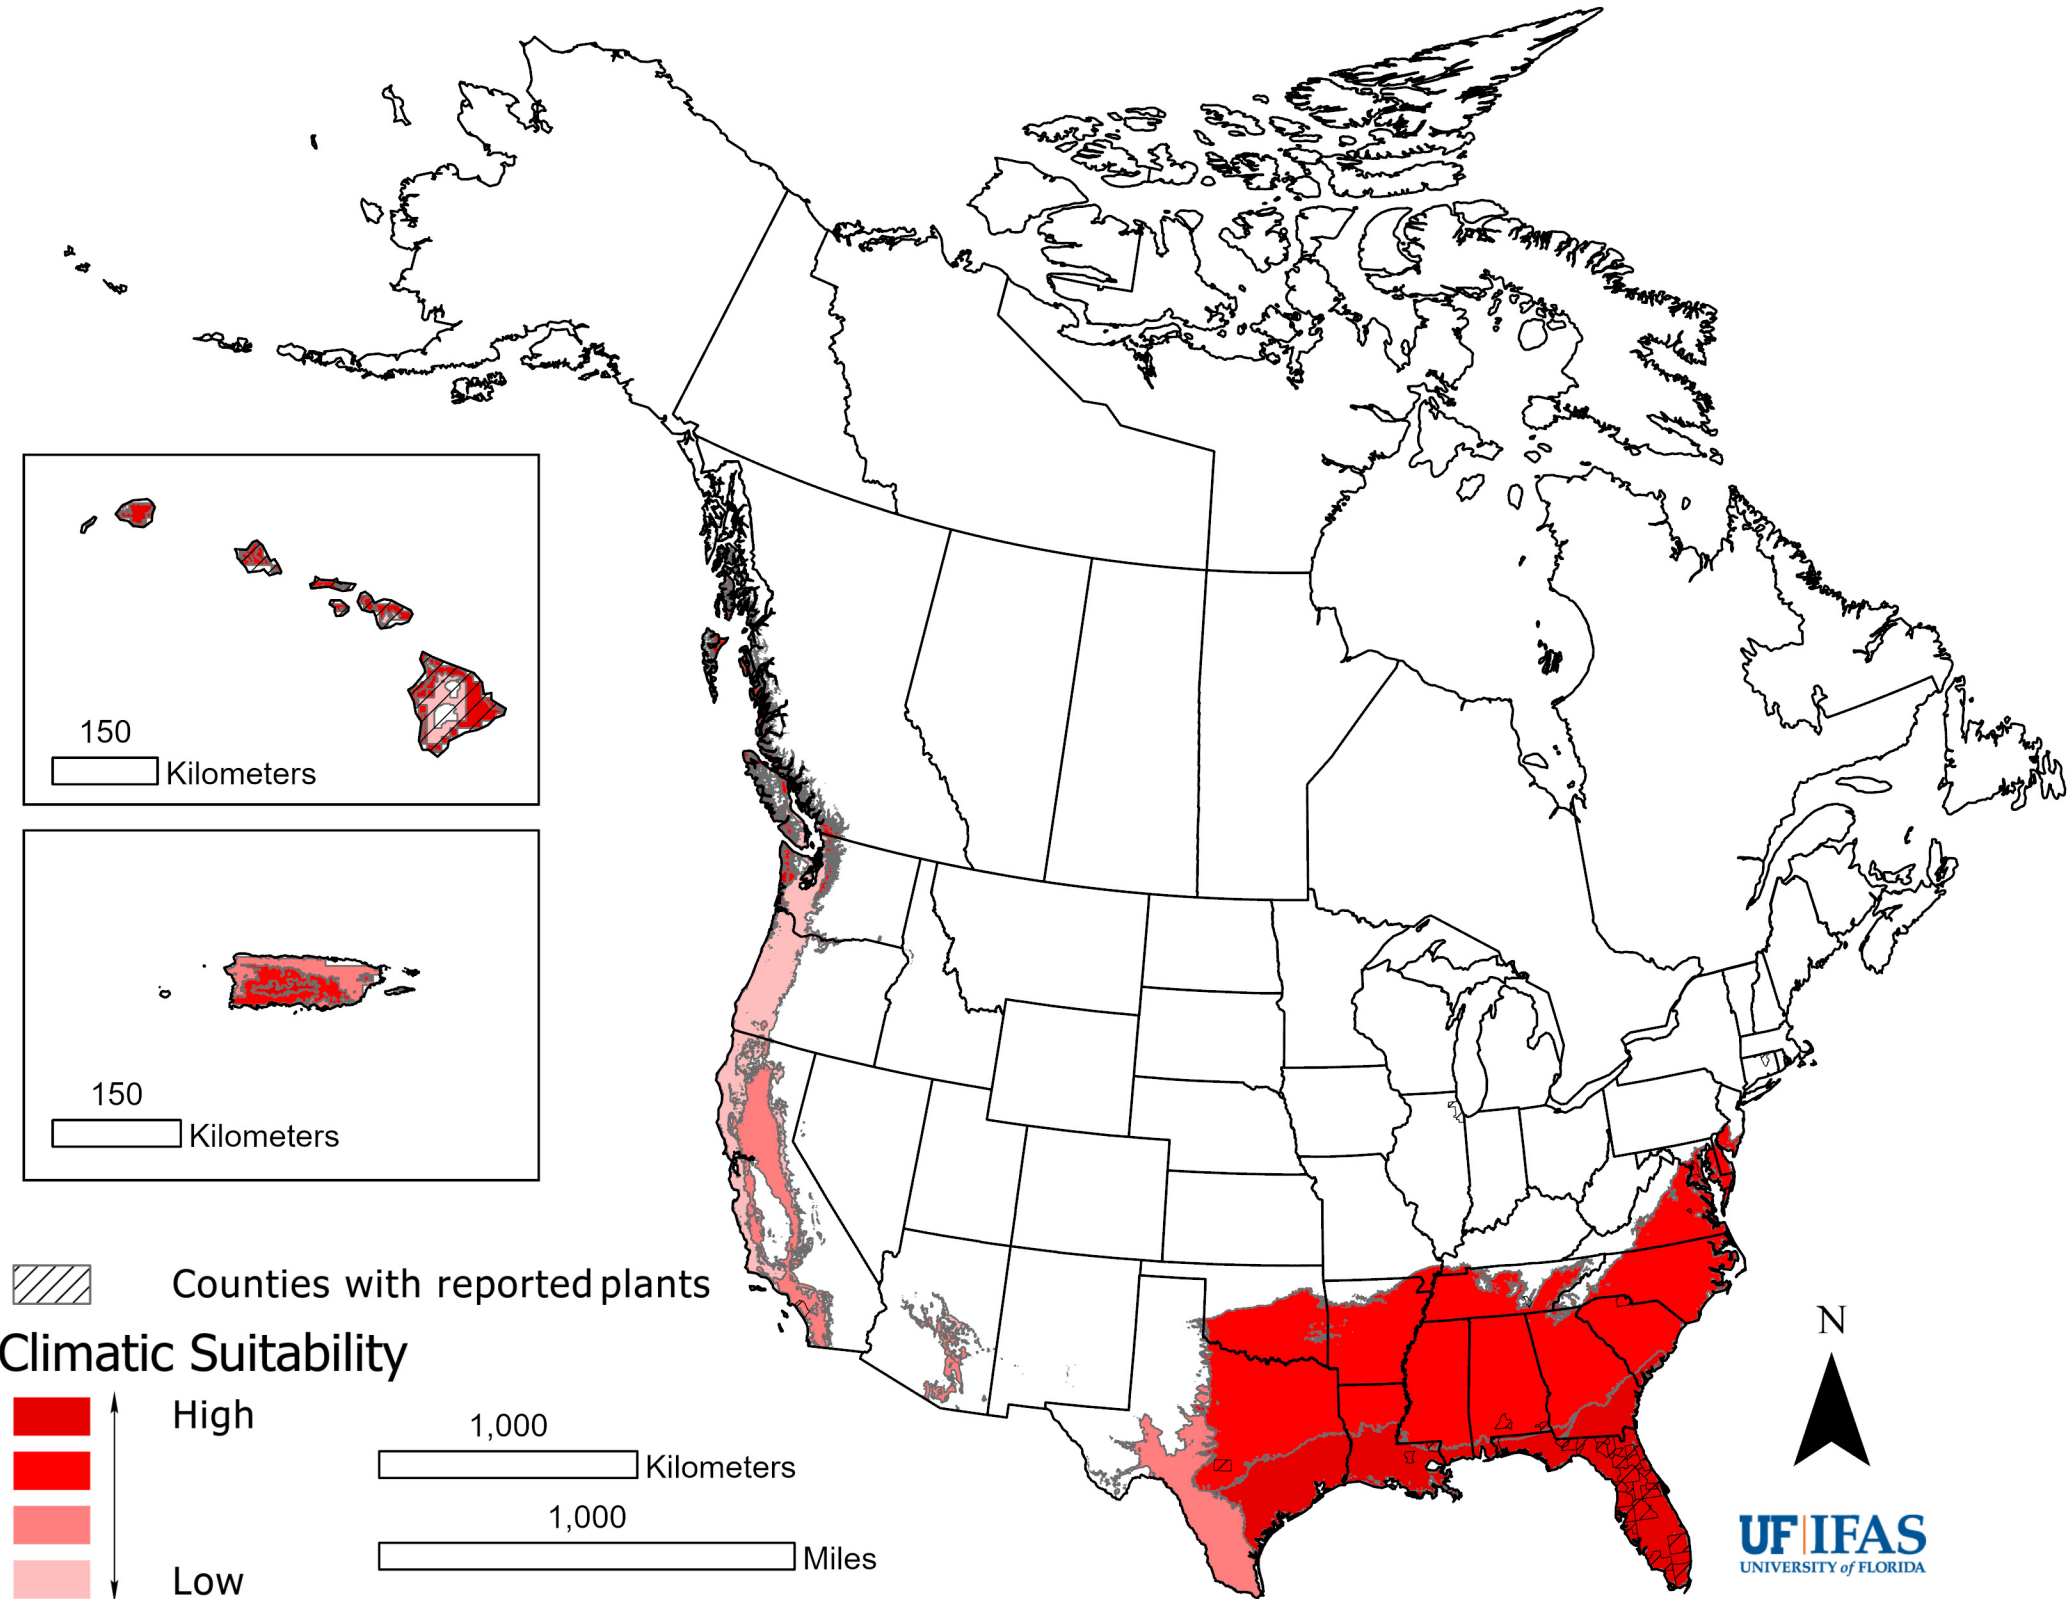 150
Kilometers
150
Kilometers
Counties with reported plants
Climatic Suitability
High
Low
1,000
Kilometers
1,000
Miles
N
UF|IFAS
UNIVERSITY of FLORIDA